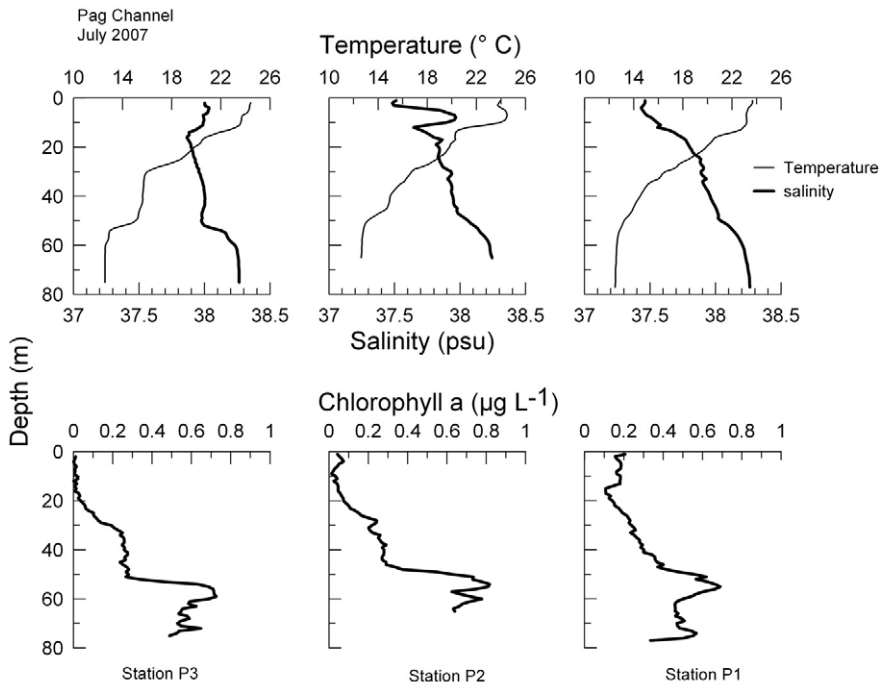 Pag Channel
July 2007
Temperature (° C)
10 14 18 22 26
10 14 18 22 26
10 14 18 22 26
0
20
40
60
80
Temperature
salinity
37 37.5 38 38.5
37 37.5 38 38.5
37 37.5 38 38.5
Salinity (psu)
Depth (m)
Chlorophyll a (µg L-1)
0 0.2 0.4 0.6 0.8 1
0 0.2 0.4 0.6 0.8 1
0 0.2 0.4 0.6 0.8 1
0
20
40
60
80
Station P3
Station P2
Station P1